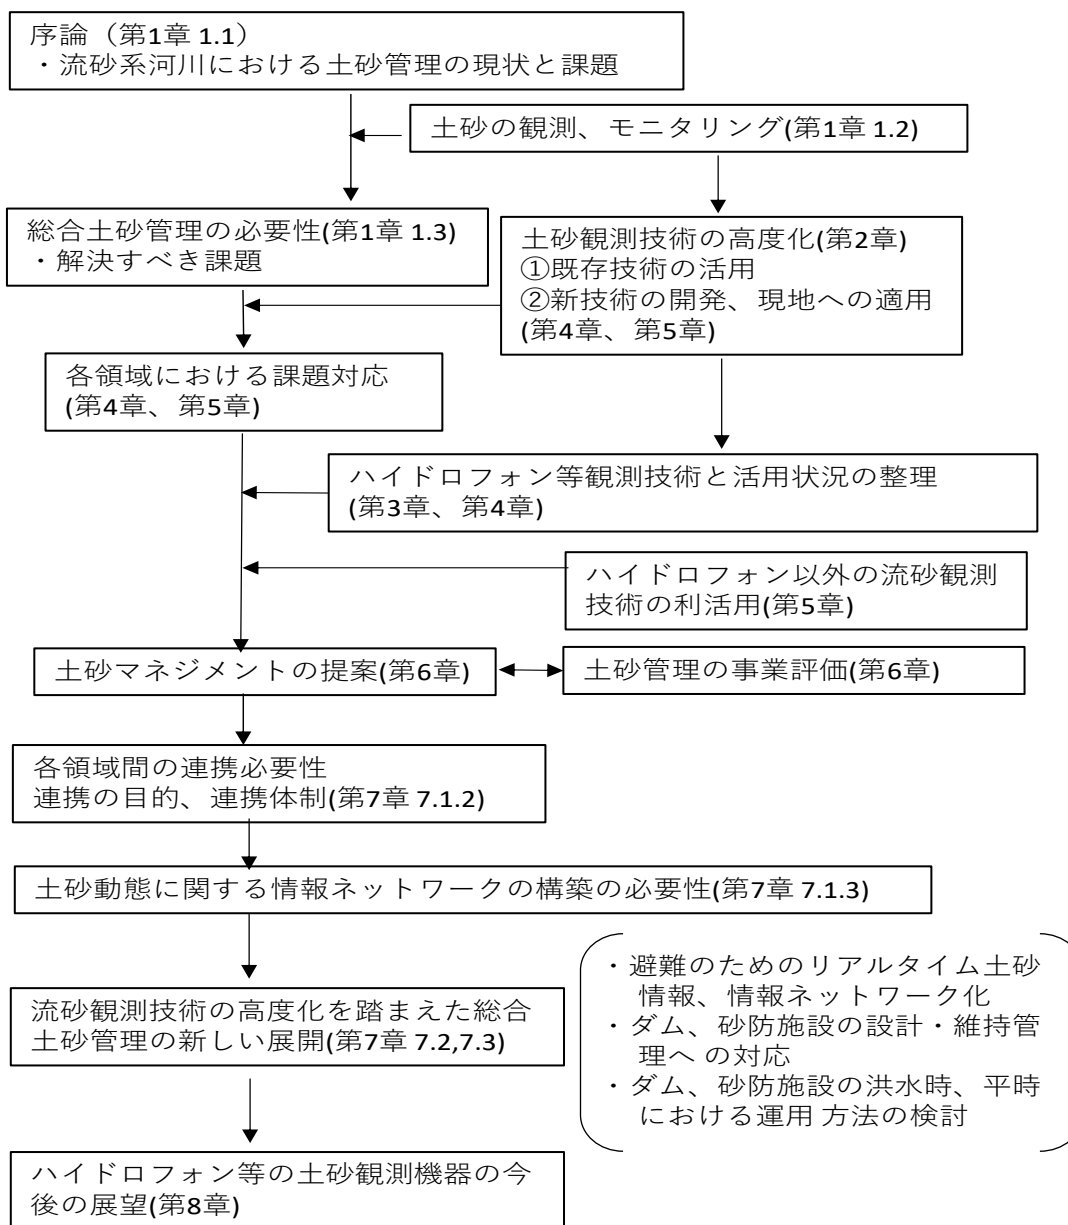 序論（第1章 1.1）
・流砂系河川における土砂管理の現状と課題
土砂の観測、モニタリング(第1章 1.2)
総合土砂管理の必要性(第1章 1.3)
・解決すべき課題
土砂観測技術の高度化(第2章)
①既存技術の活用
②新技術の開発、現地への適用
(第4章、第5章)
各領域における課題対応
(第4章、第5章)
ハイドロフォン等観測技術と活用状況の整理
(第3章、第4章)
ハイドロフォン以外の流砂観測
技術の利活用(第5章)
土砂マネジメントの提案(第6章)
土砂管理の事業評価(第6章)
各領域間の連携必要性
連携の目的、連携体制(第7章 7.1.2)
土砂動態に関する情報ネットワークの構築の必要性(第7章 7.1.3)
・避難のためのリアルタイム土砂
情報、情報ネットワーク化
・ダム、砂防施設の設計・維持管
理へ の対応
・ダム、砂防施設の洪水時、平時
における運用 方法の検討
流砂観測技術の高度化を踏まえた総合
土砂管理の新しい展開(第7章 7.2,7.3)
ハイドロフォン等の土砂観測機器の今
後の展望(第8章)